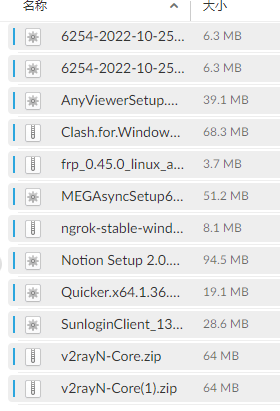 名称 大小
6254-2022-10-25... 6.3 MB
6254-2022-10-25... 6.3 MB
AnyViewerSetup.... 39.1 MB
Clash.for.Window... 68.3 MB
frp_0.45.0_linux_a... 3.7 MB
MEGAsyncSetup6... 51.2 MB
ngrok-stable-wind... 8.1 MB
Notion Setup 2.0.... 94.5 MB
Quicker.x64.1.36.... 19.1 MB
SunloginClient_13... 28.6 MB
v2rayN-Core.zip 64 MB
v2rayN-Core(1).zip 64 MB